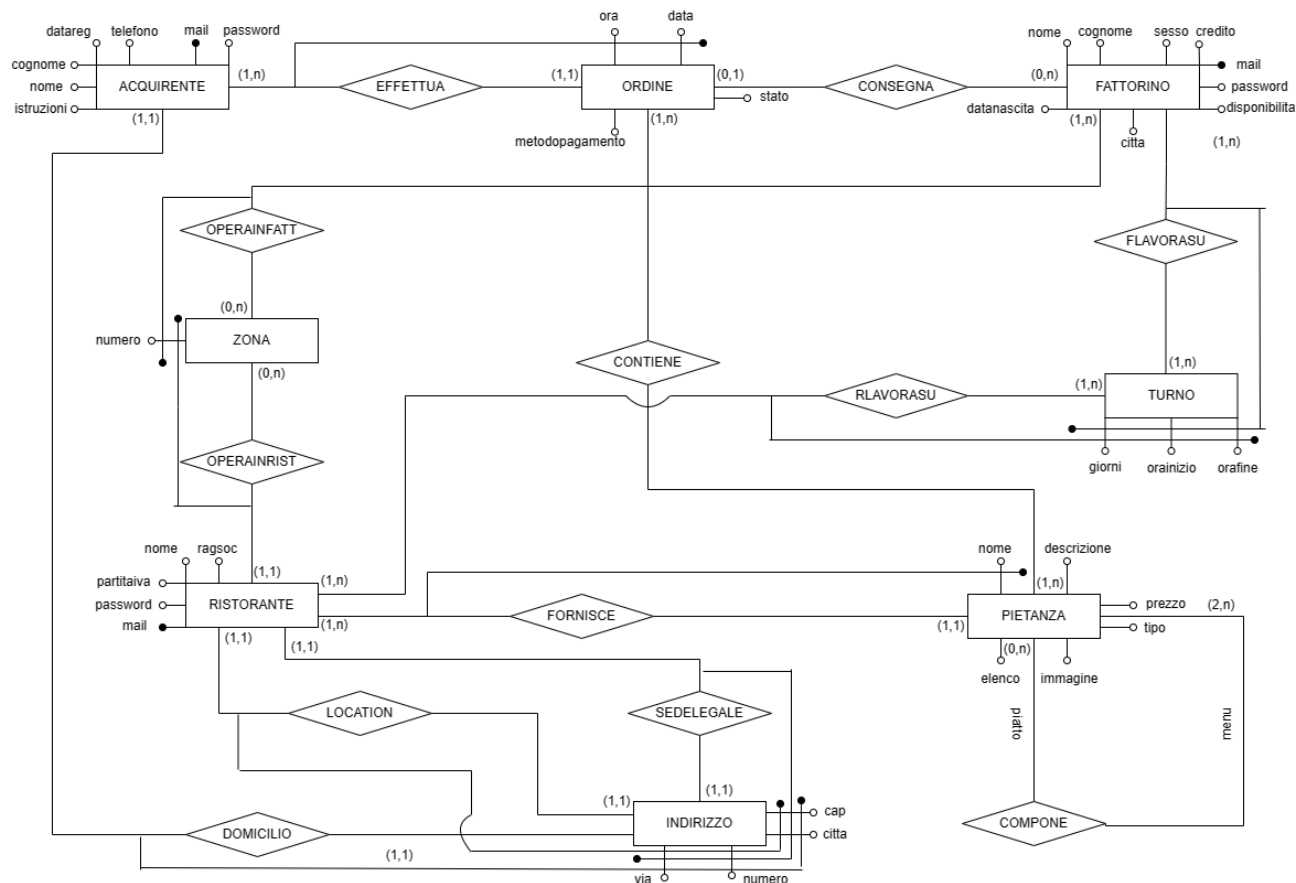 ora
data
datareg
telefono
mail
password
nome
cognome
sesso
credito
cognome
nome
istruzioni
ACQUIRENTE
(1,n)
EFFETTUA
(1,1)
ORDINE
(0,1)
stato
CONSEGNA
(0,n)
FATTORINO
mail
password
disponibilita
datanascita
(1,1)
(1,n)
metodopagamento
(1,n)
citta
(1,n)
OPERAINFATT
FLAVORASU
(0,n)
numero
ZONA
(0,n)
CONTIENE
(1,n)
RLAVORASU
(1,n)
TURNO
giorni
orainizio
orafine
OPERAINRIST
nome
ragsoc
nome
descrizione
partitaiva
(1,1)
(1,n)
(1,n)
password
RISTORANTE
mail
(1,n)
FORNISCE
(1,1)
PIETANZA
prezzo
(2,n)
tipo
(1,1)
(1,1)
(0,n)
elenco
immagine
LOCATION
SEDELEGALE
piatto
menu
(1,1)
(1,1)
INDIRIZZO
cap
citta
DOMICILIO
(1,1)
via
numero
COMPONE